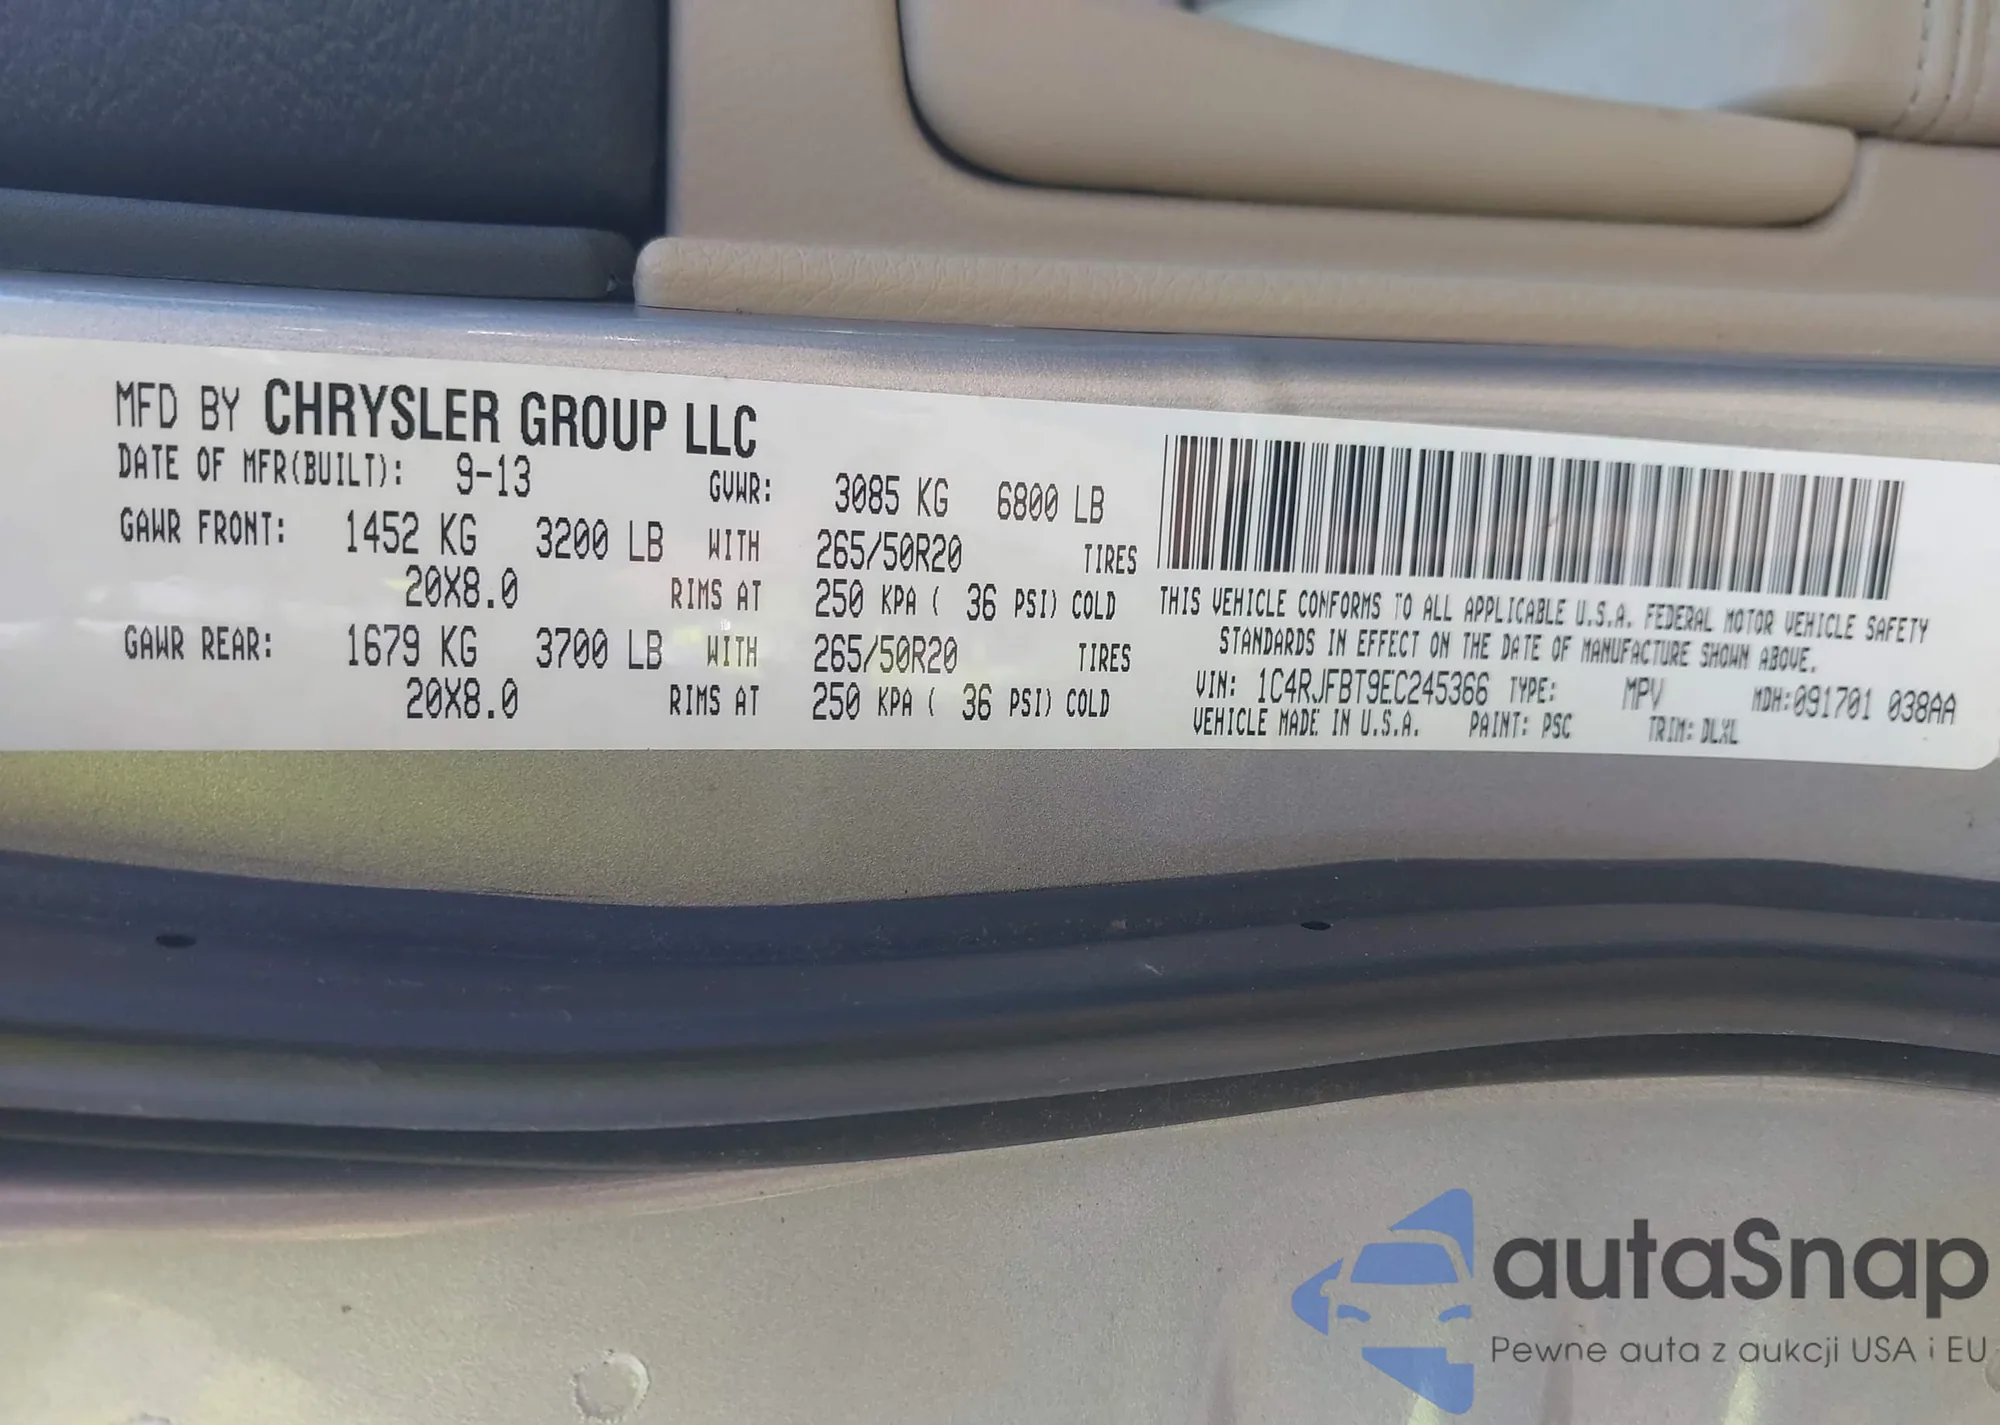 MFD BY CHRYSLER GROUP LLC
DATE OF MFR(BUILT): 9-13 GVWR: 3085 KG 6800 LB
GAWR FRONT: 1452 KG 3200 LB WITH 265/50R20 TIRES
20X8.0 RIMS AT 250 KPA ( 36 PSI) COLD
GAWR REAR: 1679 KG 3700 LB WITH 265/50R20 TIRES
20X8.0 RIMS AT 250 KPA ( 36 PSI) COLD
THIS VEHICLE CONFORMS TO ALL APPLICABLE U.S.A. FEDERAL MOTOR VEHICLE SAFETY
STANDARDS IN EFFECT ON THE DATE OF MANUFACTURE SHOWN ABOVE.
VIN: 1C4RJFBT9EC245366 TYPE: MPV MDH:091701 038AA
VEHICLE MADE IN U.S.A. PAINT: PSC TRIM: DLXL
autaSnap
Pewne auta z aukcji USA i EU